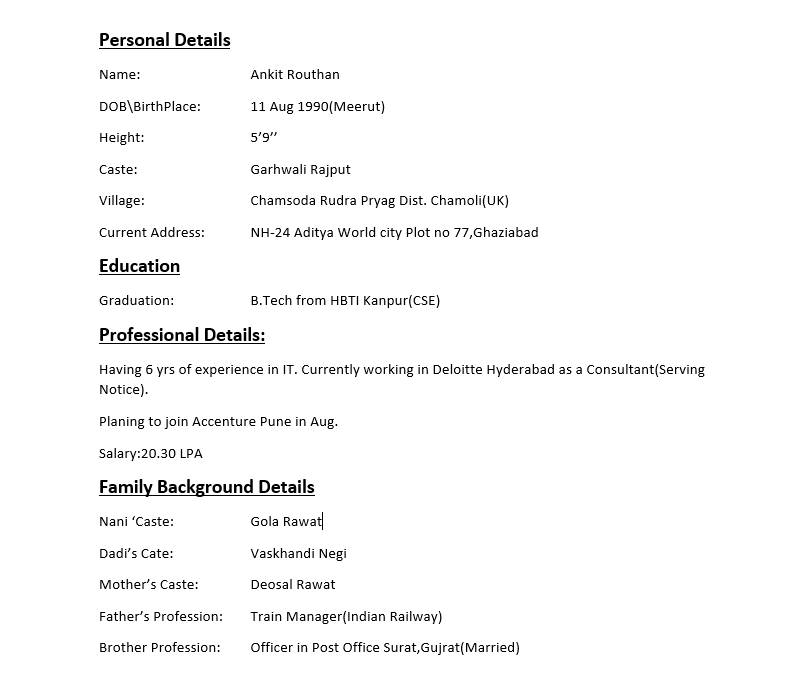 Personal Details
Name: Ankit Routhan
DOB\BirthPlace: 11 Aug 1990(Meerut)
Height: 5’9’’
Caste: Garhwali Rajput
Village: Chamsoda Rudra Pryag Dist. Chamoli(UK)
Current Address: NH-24 Aditya World city Plot no 77,Ghaziabad
Education
Graduation: B.Tech from HBTI Kanpur(CSE)
Professional Details:
Having 6 yrs of experience in IT. Currently working in Deloitte Hyderabad as a Consultant(Serving
Notice).
Planing to join Accenture Pune in Aug.
Salary:20.30 LPA
Family Background Details
Nani ‘Caste: Gola Rawat
Dadi’s Cate: Vaskhandi Negi
Mother’s Caste: Deosal Rawat
Father’s Profession: Train Manager(Indian Railway)
Brother Profession: Officer in Post Office Surat,Gujrat(Married)